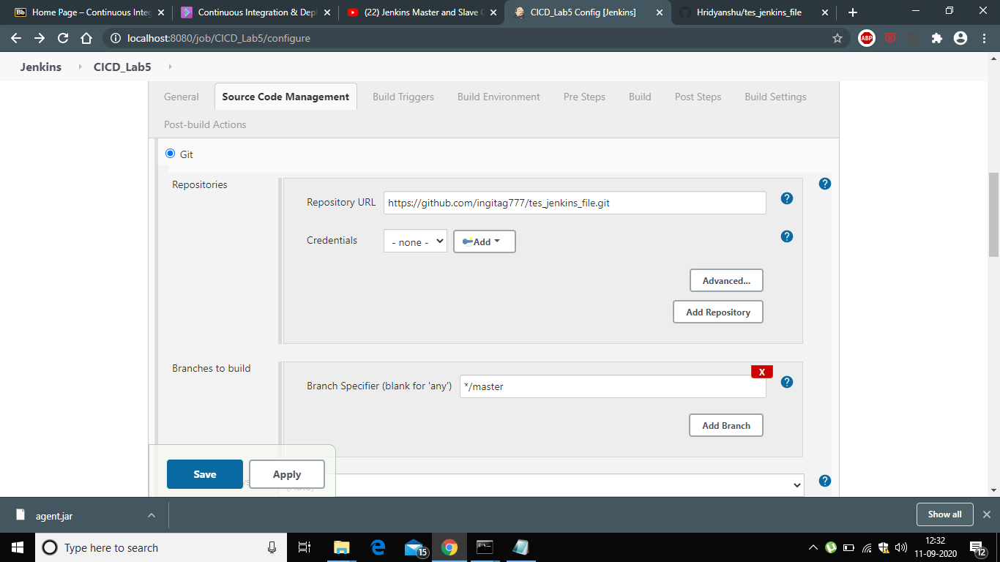 Home Page – Continuous Integ
Continuous Integration & Depl
(22) Jenkins Master and Slave C
CICD_Lab5 Config [Jenkins]
Hridyanshu/tes_jenkins_file
localhost:8080/job/CICD_Lab5/configure
Jenkins
CICD_Lab5
General
Source Code Management
Build Triggers
Build Environment
Pre Steps
Build
Post Steps
Build Settings
Post-build Actions
Git
Repositories
Repository URL
https://github.com/ingitag777/tes_jenkins_file.git
Credentials
- none -
Add
Advanced...
Add Repository
Branches to build
X
Branch Specifier (blank for 'any')
*/master
Add Branch
Save
Apply
(Auto)
agent.jar
Show all
Type here to search
15
12:32
11-09-2020
12